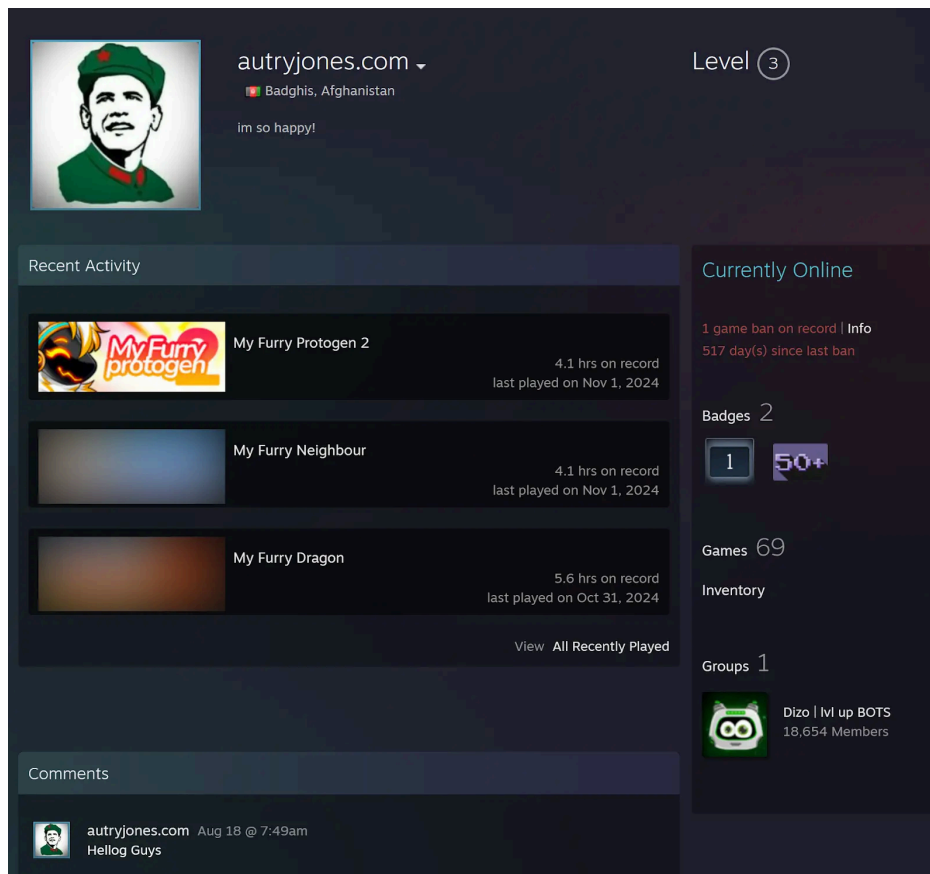 autryjones.com
Level 3
Badghis, Afghanistan
im so happy!
Recent Activity
My Furry
protogen 2
My Furry Protogen 2
4.1 hrs on record
last played on Nov 1, 2024
My Furry Neighbour
4.1 hrs on record
last played on Nov 1, 2024
My Furry Dragon
5.6 hrs on record
last played on Oct 31, 2024
View All Recently Played
Currently Online
1 game ban on record | Info
517 day(s) since last ban
Badges 2
1
50+
Games 69
Inventory
Groups 1
Dizo | lvl up BOTS
18,654 Members
Comments
autryjones.com Aug 18 @ 7:49am
Hellog Guys